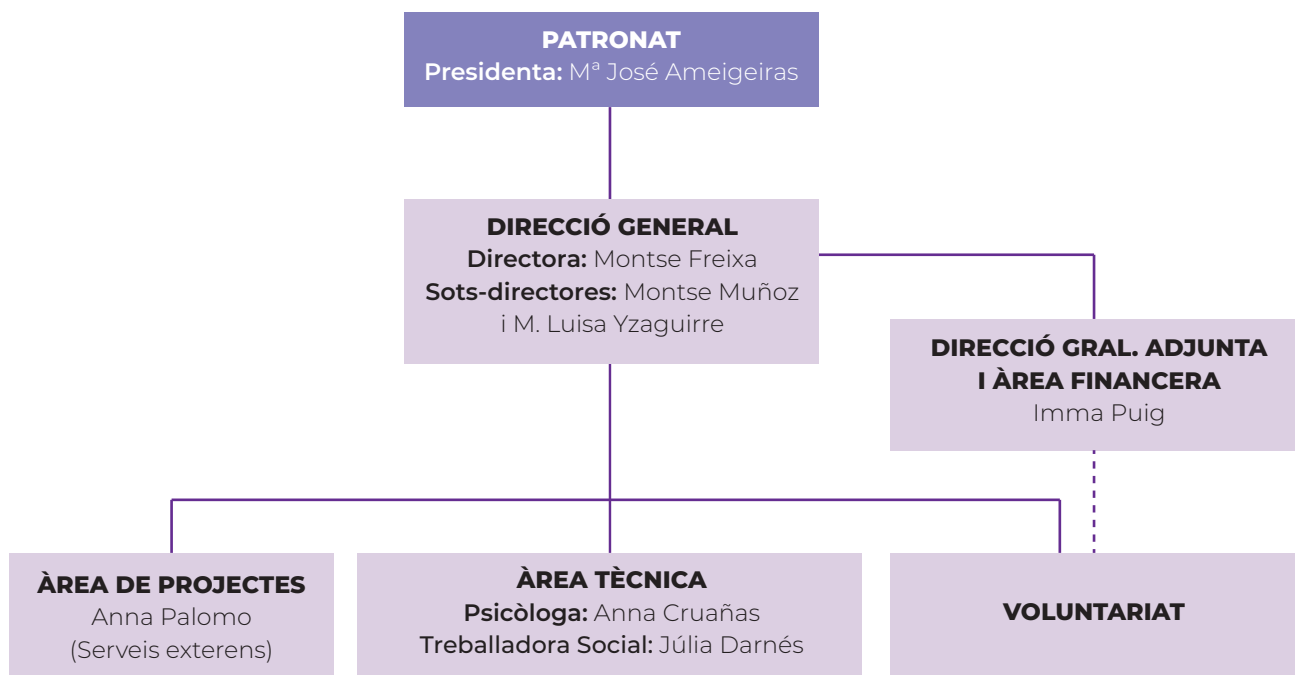 PATRONAT
Presidenta: Mª José Ameigeiras
DIRECCIÓ GENERAL
Directora: Montse Freixa
Sots-directores: Montse Muñoz
i M. Luisa Yzaguirre
DIRECCIÓ GRAL. ADJUNTA
I ÀREA FINANCERA
Imma Puig
ÀREA DE PROJECTES
Anna Palomo
(Serveis exterens)
ÀREA TÈCNICA
Psicòloga: Anna Cruañas
Treballadora Social: Júlia Darnés
VOLUNTARIAT